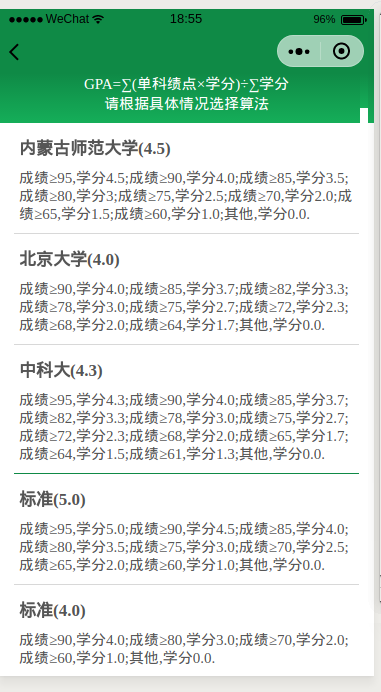 WeChat 18:55 96%
GPA=∑(单科绩点×学分)÷∑学分
请根据具体情况选择算法
内蒙古师范大学(4.5)
成绩≥95,学分4.5;成绩≥90,学分4.0;成绩≥85,学分3.5;
成绩≥80,学分3;成绩≥75,学分2.5;成绩≥70,学分2.0;成
绩≥65,学分1.5;成绩≥60,学分1.0;其他,学分0.0.
北京大学(4.0)
成绩≥90,学分4.0;成绩≥85,学分3.7;成绩≥82,学分3.3;
成绩≥78,学分3.0;成绩≥75,学分2.7;成绩≥72,学分2.3;
成绩≥68,学分2.0;成绩≥64,学分1.7;其他,学分0.0.
中科大(4.3)
成绩≥95,学分4.3;成绩≥90,学分4.0;成绩≥85,学分3.7;
成绩≥82,学分3.3;成绩≥78,学分3.0;成绩≥75,学分2.7;
成绩≥72,学分2.3;成绩≥68,学分2.0;成绩≥65,学分1.7;
成绩≥64,学分1.5;成绩≥61,学分1.3;其他,学分0.0.
标准(5.0)
成绩≥95,学分5.0;成绩≥90,学分4.5;成绩≥85,学分4.0;
成绩≥80,学分3.5;成绩≥75,学分3.0;成绩≥70,学分2.5;
成绩≥65,学分2.0;成绩≥60,学分1.0;其他,学分0.0.
标准(4.0)
成绩≥90,学分4.0;成绩≥80,学分3.0;成绩≥70,学分2.0;
成绩≥60,学分1.0;其他,学分0.0.